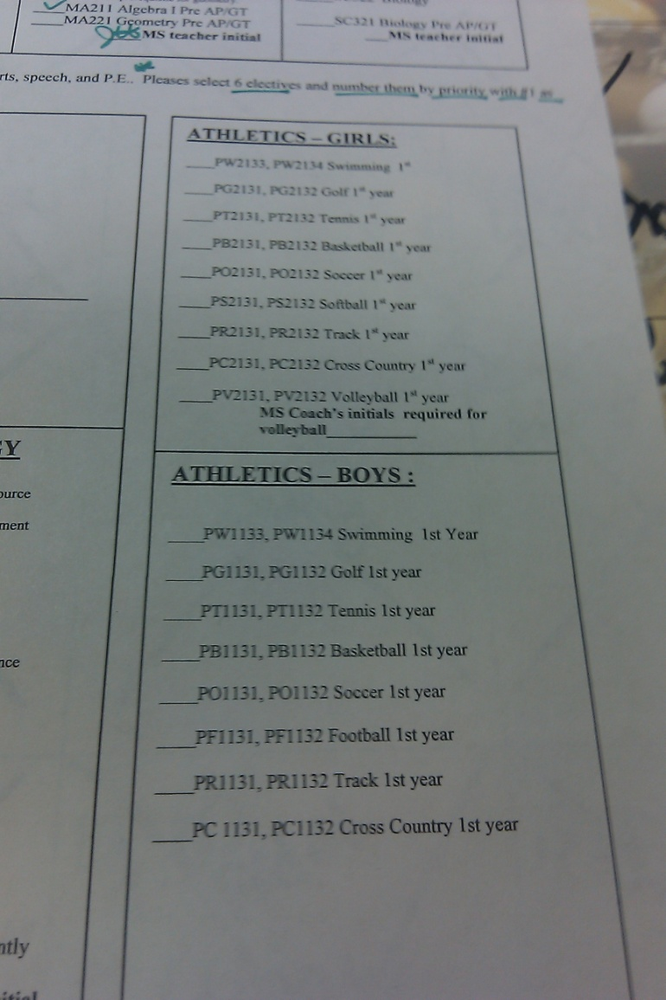 MA211 Algebra I Pre AP/GT
MA221 Geometry Pre AP/GT
MS teacher initial
Biology
SC321 Biology Pre AP/GT
MS teacher initial
rts, speech, and P.E.. Pleases select 6 electives and number them by priority with #1 as
ATHLETICS – GIRLS:
____PW2133, PW2134 Swimming 1st
____PG2131, PG2132 Golf 1st year
____PT2131, PT2132 Tennis 1st year
____PB2131, PB2132 Basketball 1st year
____PO2131, PO2132 Soccer 1st year
____PS2131, PS2132 Softball 1st year
____PR2131, PR2132 Track 1st year
____PC2131, PC2132 Cross Country 1st year
____PV2131, PV2132 Volleyball 1st year
MS Coach's initials required for
volleyball____________
GY
ource
ment
nce
ntly
itial
ATHLETICS – BOYS :
____PW1133, PW1134 Swimming 1st Year
____PG1131, PG1132 Golf 1st year
____PT1131, PT1132 Tennis 1st year
____PB1131, PB1132 Basketball 1st year
____PO1131, PO1132 Soccer 1st year
____PF1131, PF1132 Football 1st year
____PR1131, PR1132 Track 1st year
____PC 1131, PC1132 Cross Country 1st year